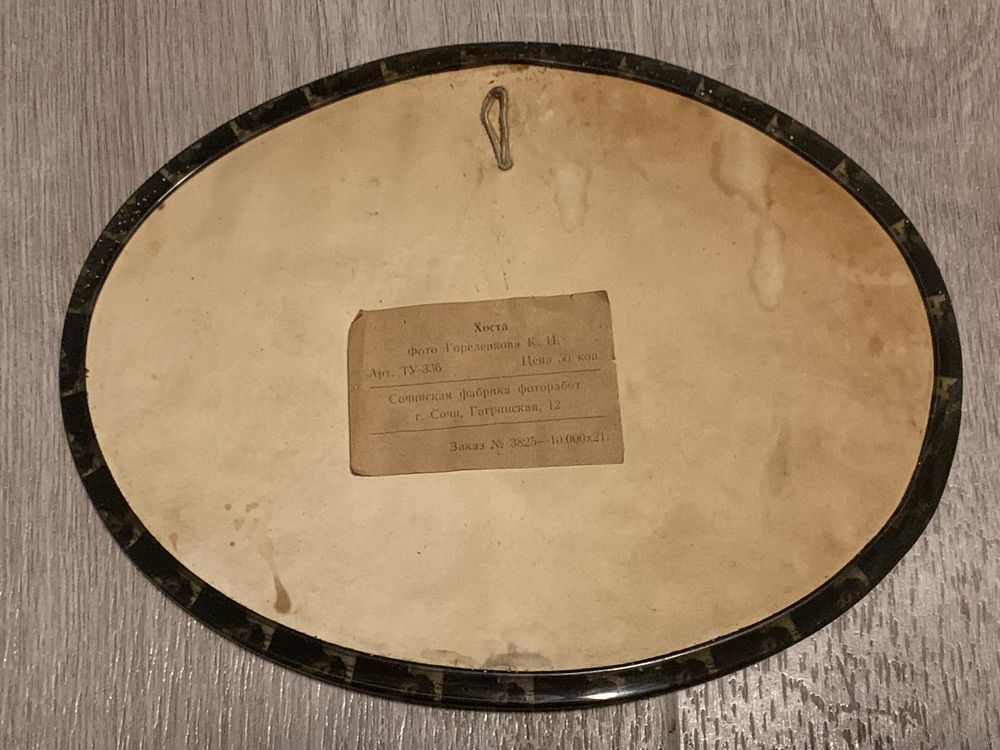 Хоста
Фото Гореленкова К. И.
Арт. ТУ-336 Цена 50 коп
Сочинская фабрика фоторабот
г. Сочи, Гагринская, 12
Заказ № 3825—10.000х21.